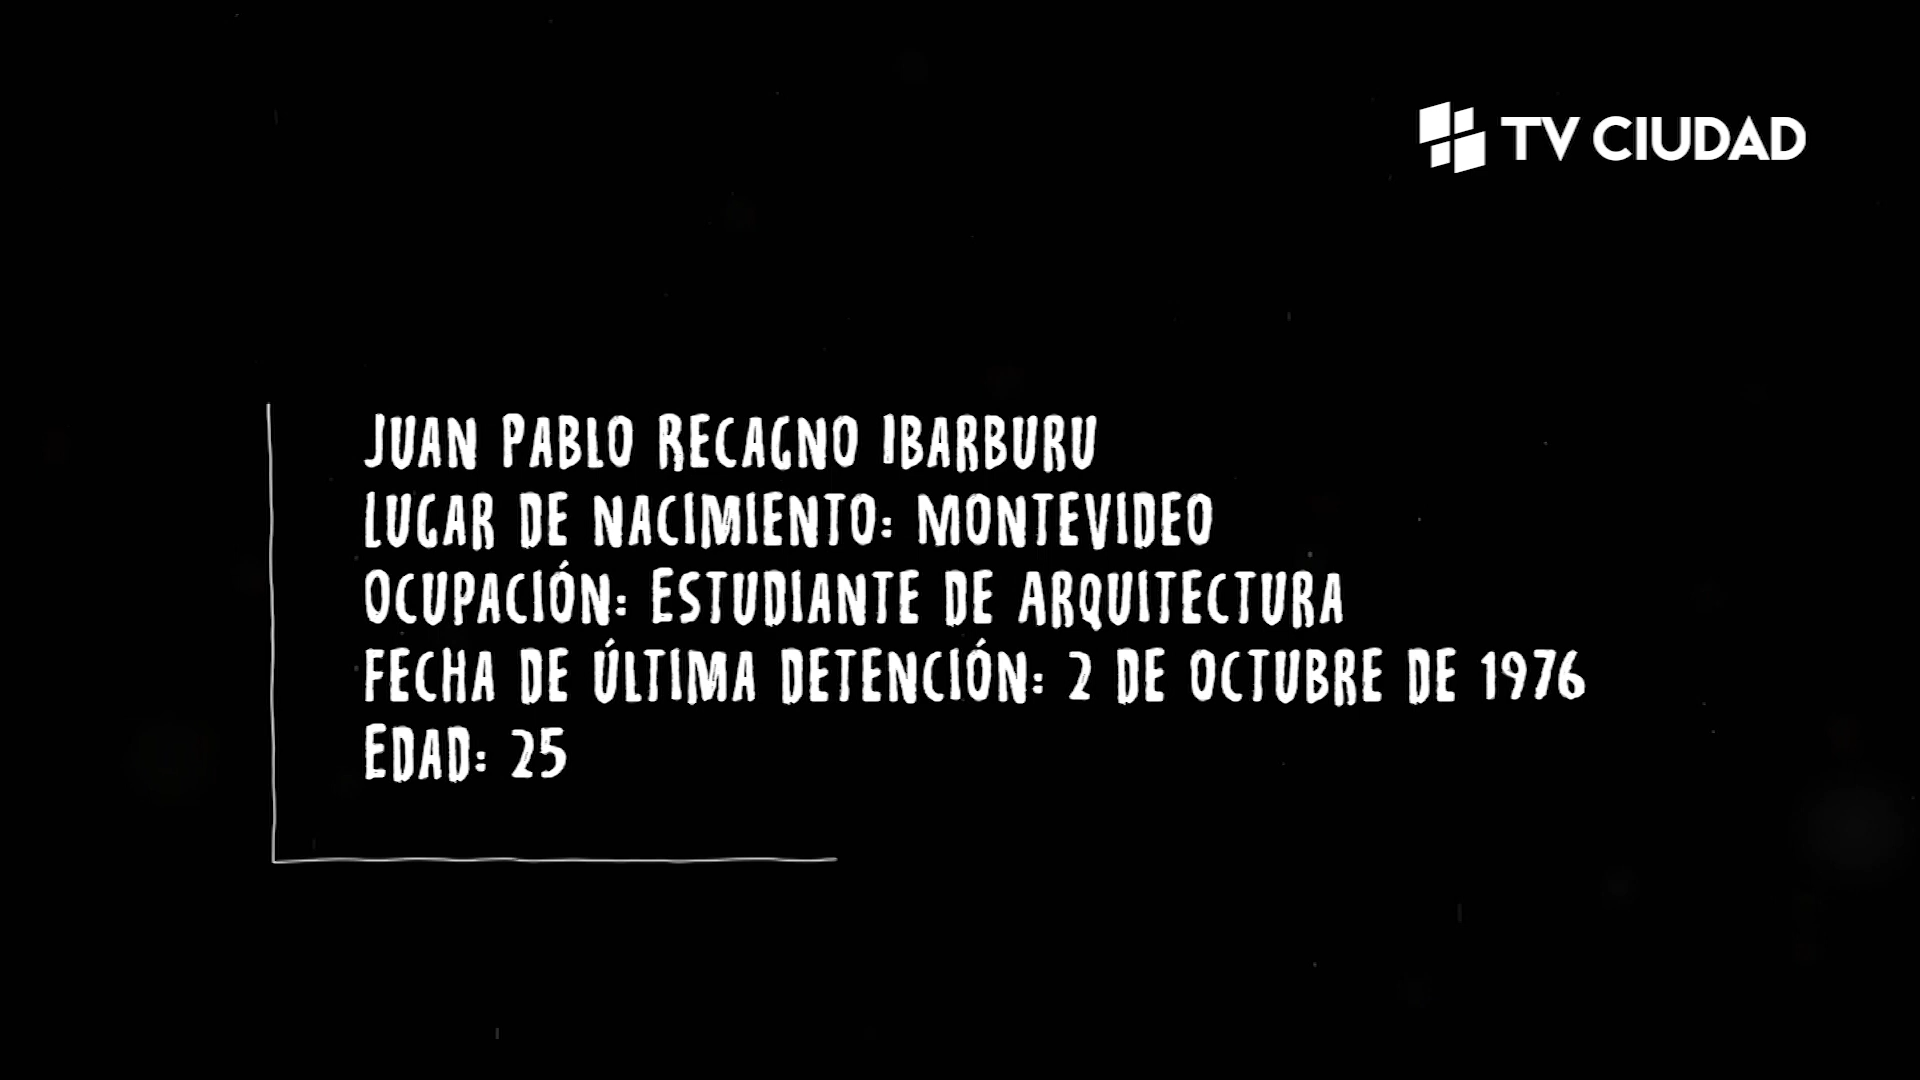 TV CIUDAD
JUAN PABLO RECAGNO IBARBURU
LUGAR DE NACIMIENTO: MONTEVIDEO
OCUPACIÓN: ESTUDIANTE DE ARQUITECTURA
FECHA DE ÚLTIMA DETENCIÓN: 2 DE OCTUBRE DE 1976
EDAD: 25